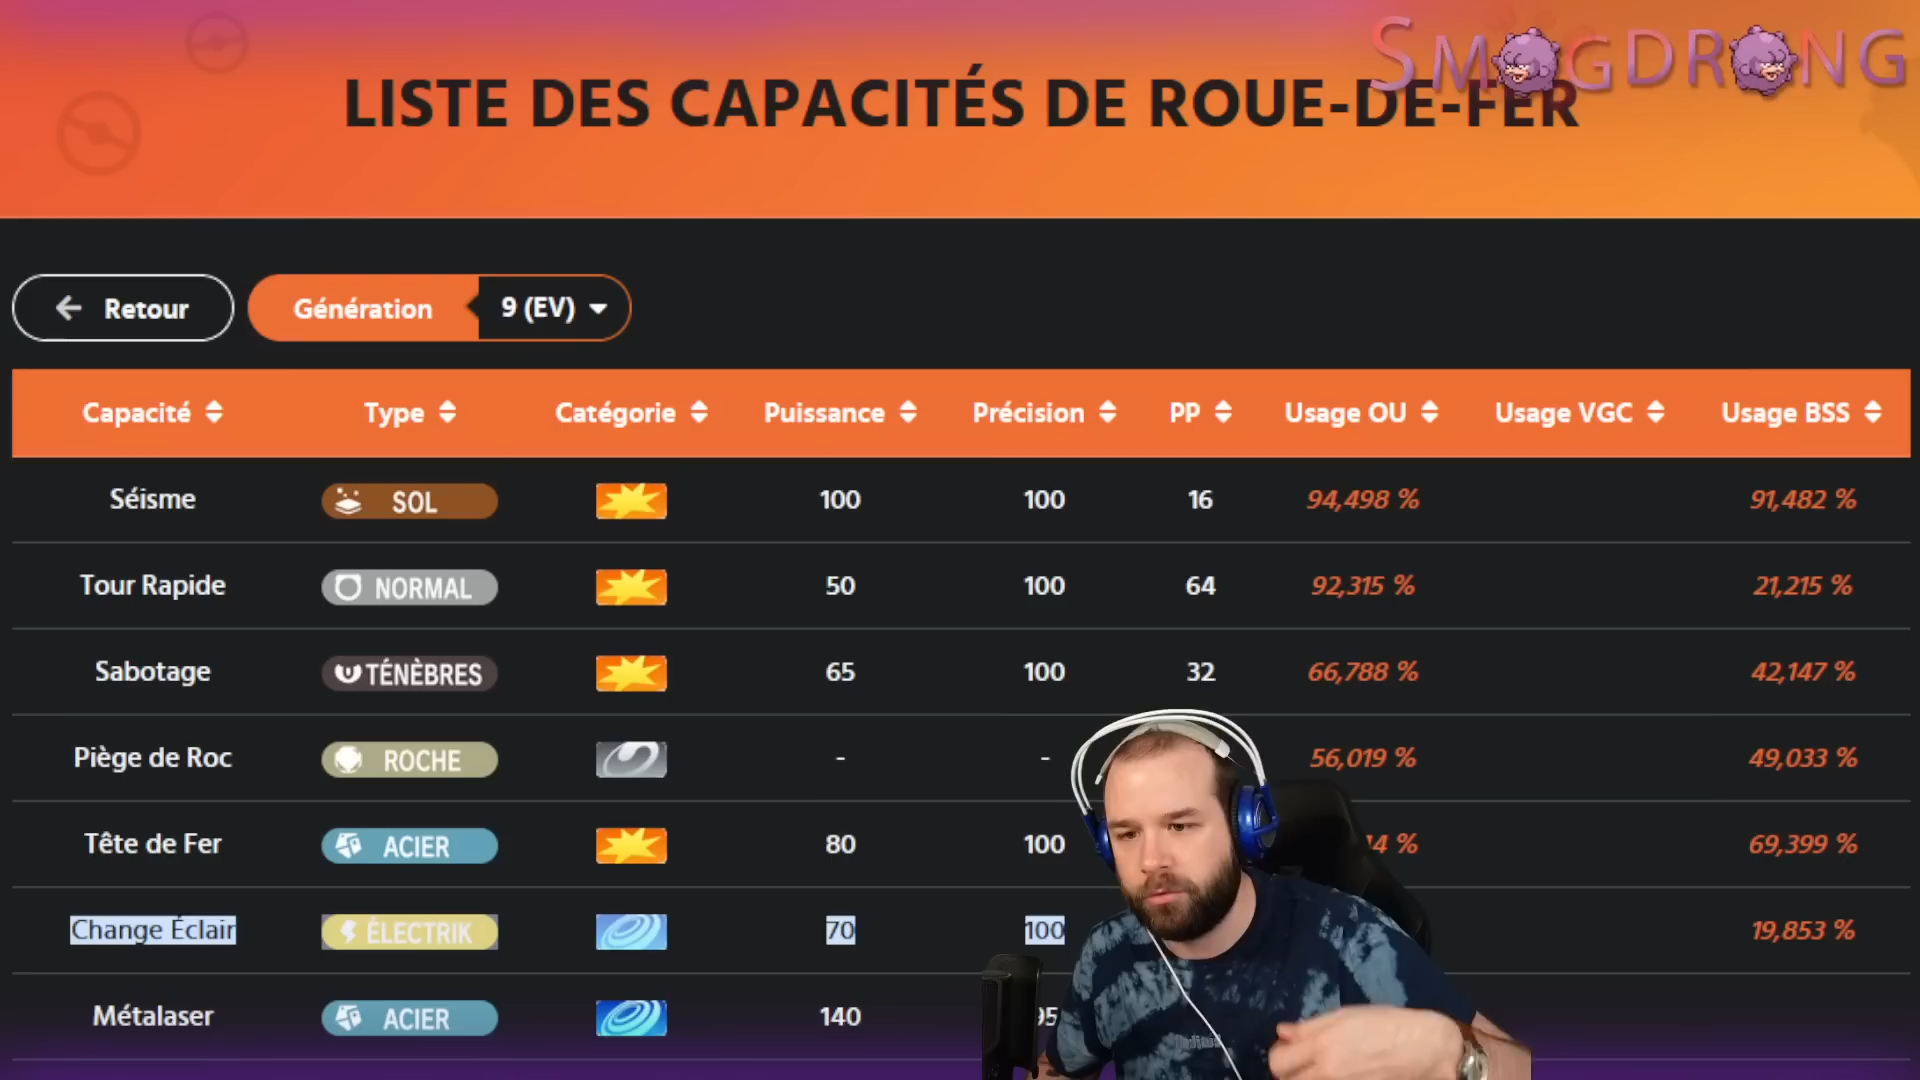 SMOGDRONG
LISTE DES CAPACITÉS DE ROUE-DE-FER
Retour
Génération 9 (EV)
Capacité Type Catégorie Puissance Précision PP Usage OU Usage VGC Usage BSS
Séisme SOL 100 100 16 94,498 % 91,482 %
Tour Rapide NORMAL 50 100 64 92,315 % 21,215 %
Sabotage TÉNÈBRES 65 100 32 66,788 % 42,147 %
Piège de Roc ROCHE - - 56,019 % 49,033 %
Tête de Fer ACIER 80 100 4 % 69,399 %
Change Éclair ÉLECTRIK 70 100 19,853 %
Métalaser ACIER 140 95